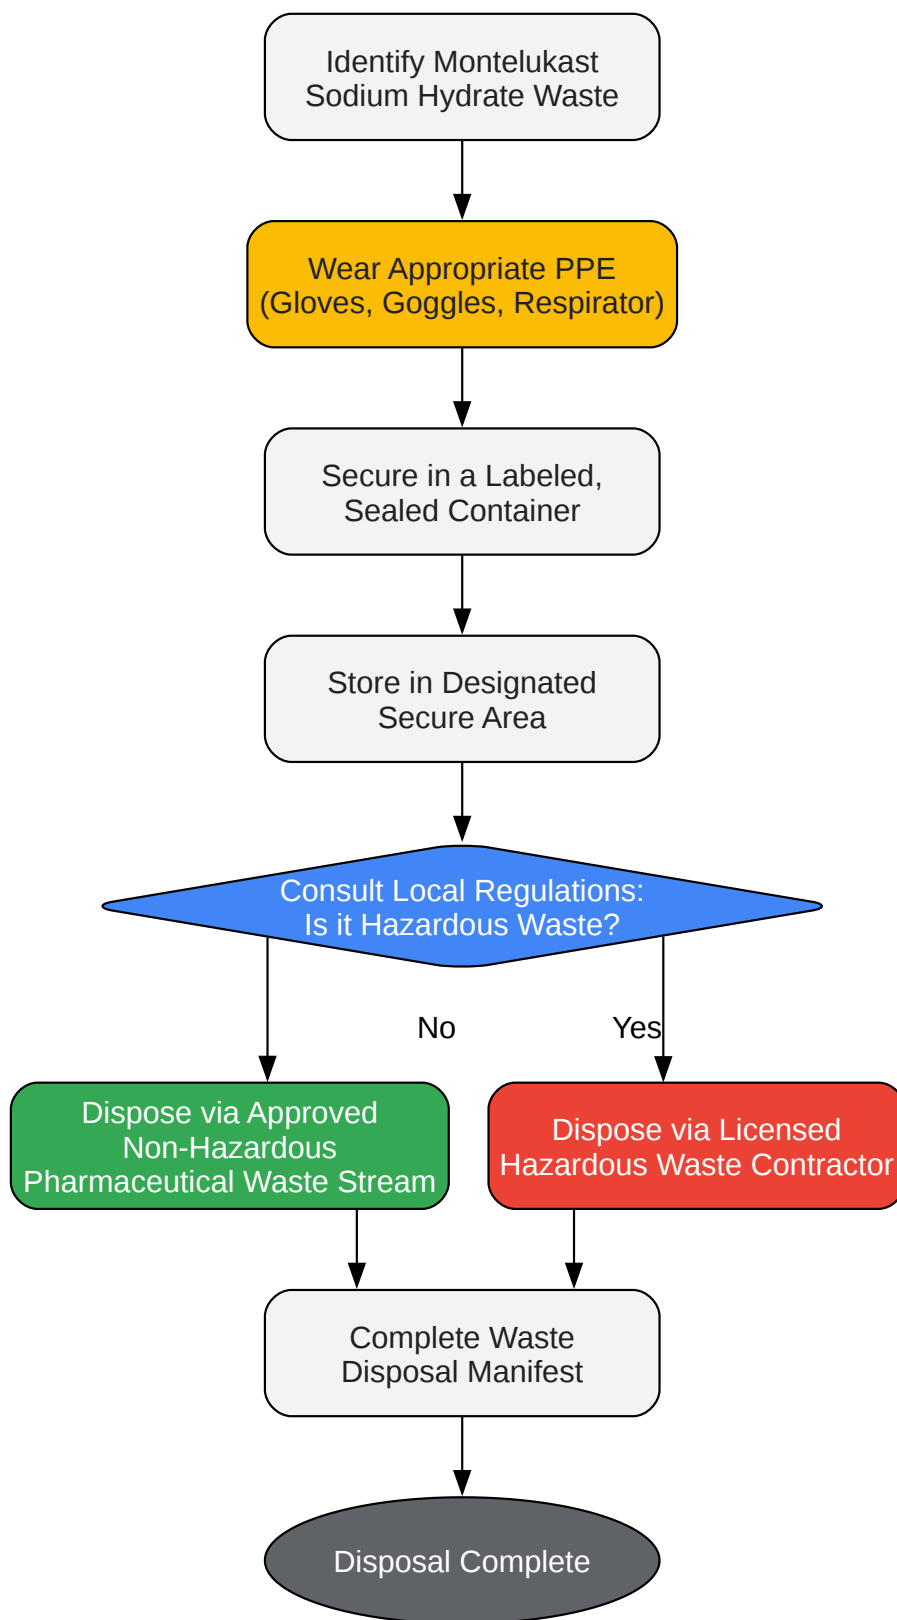 Identify Montelukast
Sodium Hydrate Waste
Wear Appropriate PPE
(Gloves, Goggles, Respirator)
Secure in a Labeled,
Sealed Container
Store in Designated
Secure Area
Consult Local Regulations:
Is it Hazardous Waste?
No
Yes
Dispose via Approved
Non-Hazardous
Pharmaceutical Waste Stream
Dispose via Licensed
Hazardous Waste Contractor
Complete Waste
Disposal Manifest
Disposal Complete